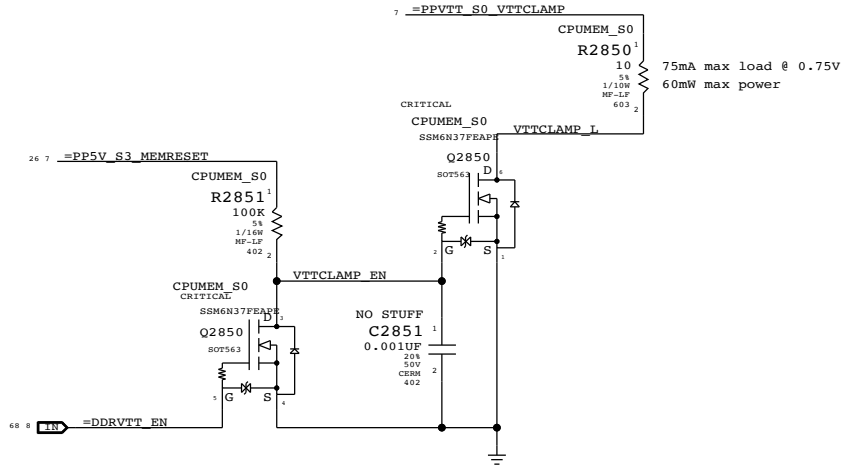 7 =PPVTT_S0_VTTCLAMP
CPUMEM_S0
R2850 1
10
5%
1/10W
MF-LF
603
2
75mA max load @ 0.75V
60mW max power
CRITICAL
CPUMEM_S0
SSM6N37FEAPE
VTTCLAMP_L
Q2850
SOT563
D 6
2 G S 1
26 7 =PP5V_S3_MEMRESET
CPUMEM_S0
R2851 1
100K
5%
1/16W
MF-LF
402 2
VTTCLAMP_EN
CPUMEM_S0
CRITICAL
SSM6N37FEAPE
D 3
Q2850
SOT563
5 G S 4
NO STUFF
C2851 1
0.001UF
20%
50V
CERM
402
2
68 8 IN =DDRVTT_EN